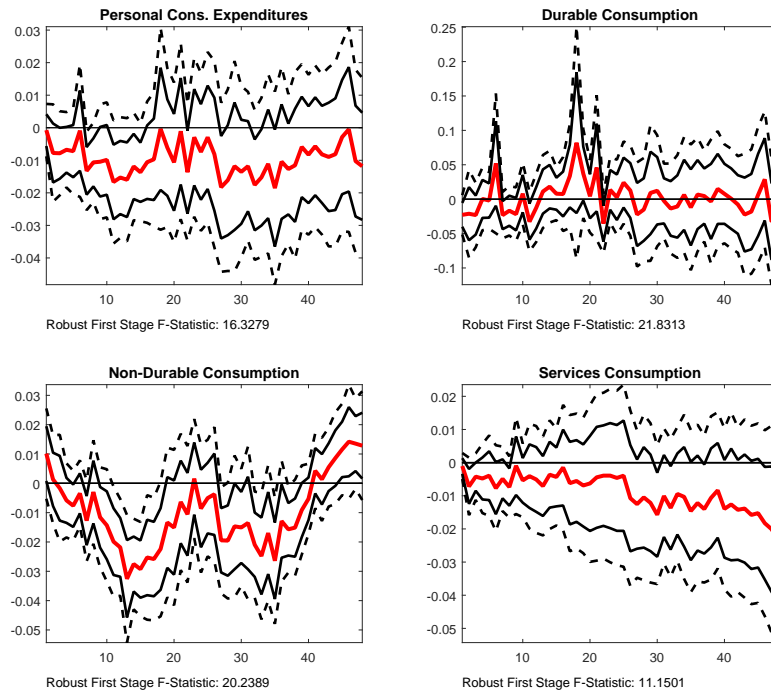 Personal Cons. Expenditures
0.03
0.02
0.01
0
-0.01
-0.02
-0.03
-0.04
10 20 30 40
Robust First Stage F-Statistic: 16.3279
Durable Consumption
0.25
0.2
0.15
0.1
0.05
0
-0.05
-0.1
10 20 30 40
Robust First Stage F-Statistic: 21.8313
Non-Durable Consumption
0.03
0.02
0.01
0
-0.01
-0.02
-0.03
-0.04
-0.05
10 20 30 40
Robust First Stage F-Statistic: 20.2389
Services Consumption
0.02
0.01
0
-0.01
-0.02
-0.03
-0.04
-0.05
10 20 30 40
Robust First Stage F-Statistic: 11.1501